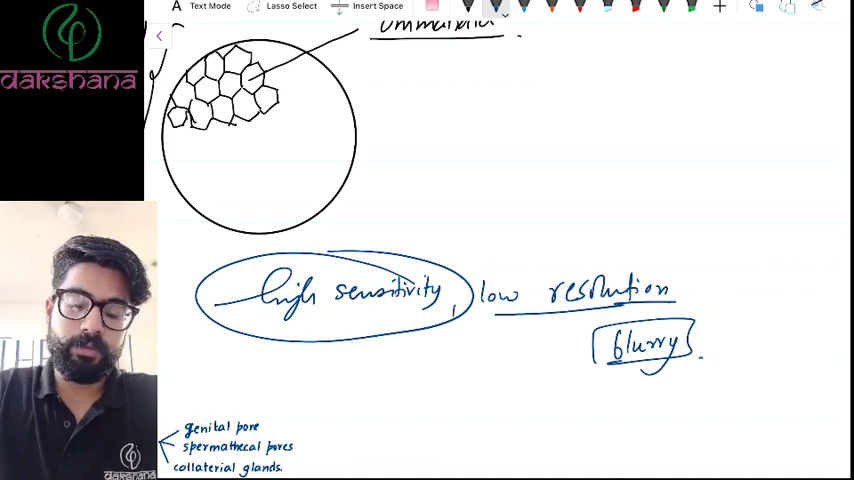 Text Mode
Lasso Select
Insert Space
dakshana
high sensitivity, low resolution
blurry.
genital pore
spermathecal pores
collaterial glands.
dakshana